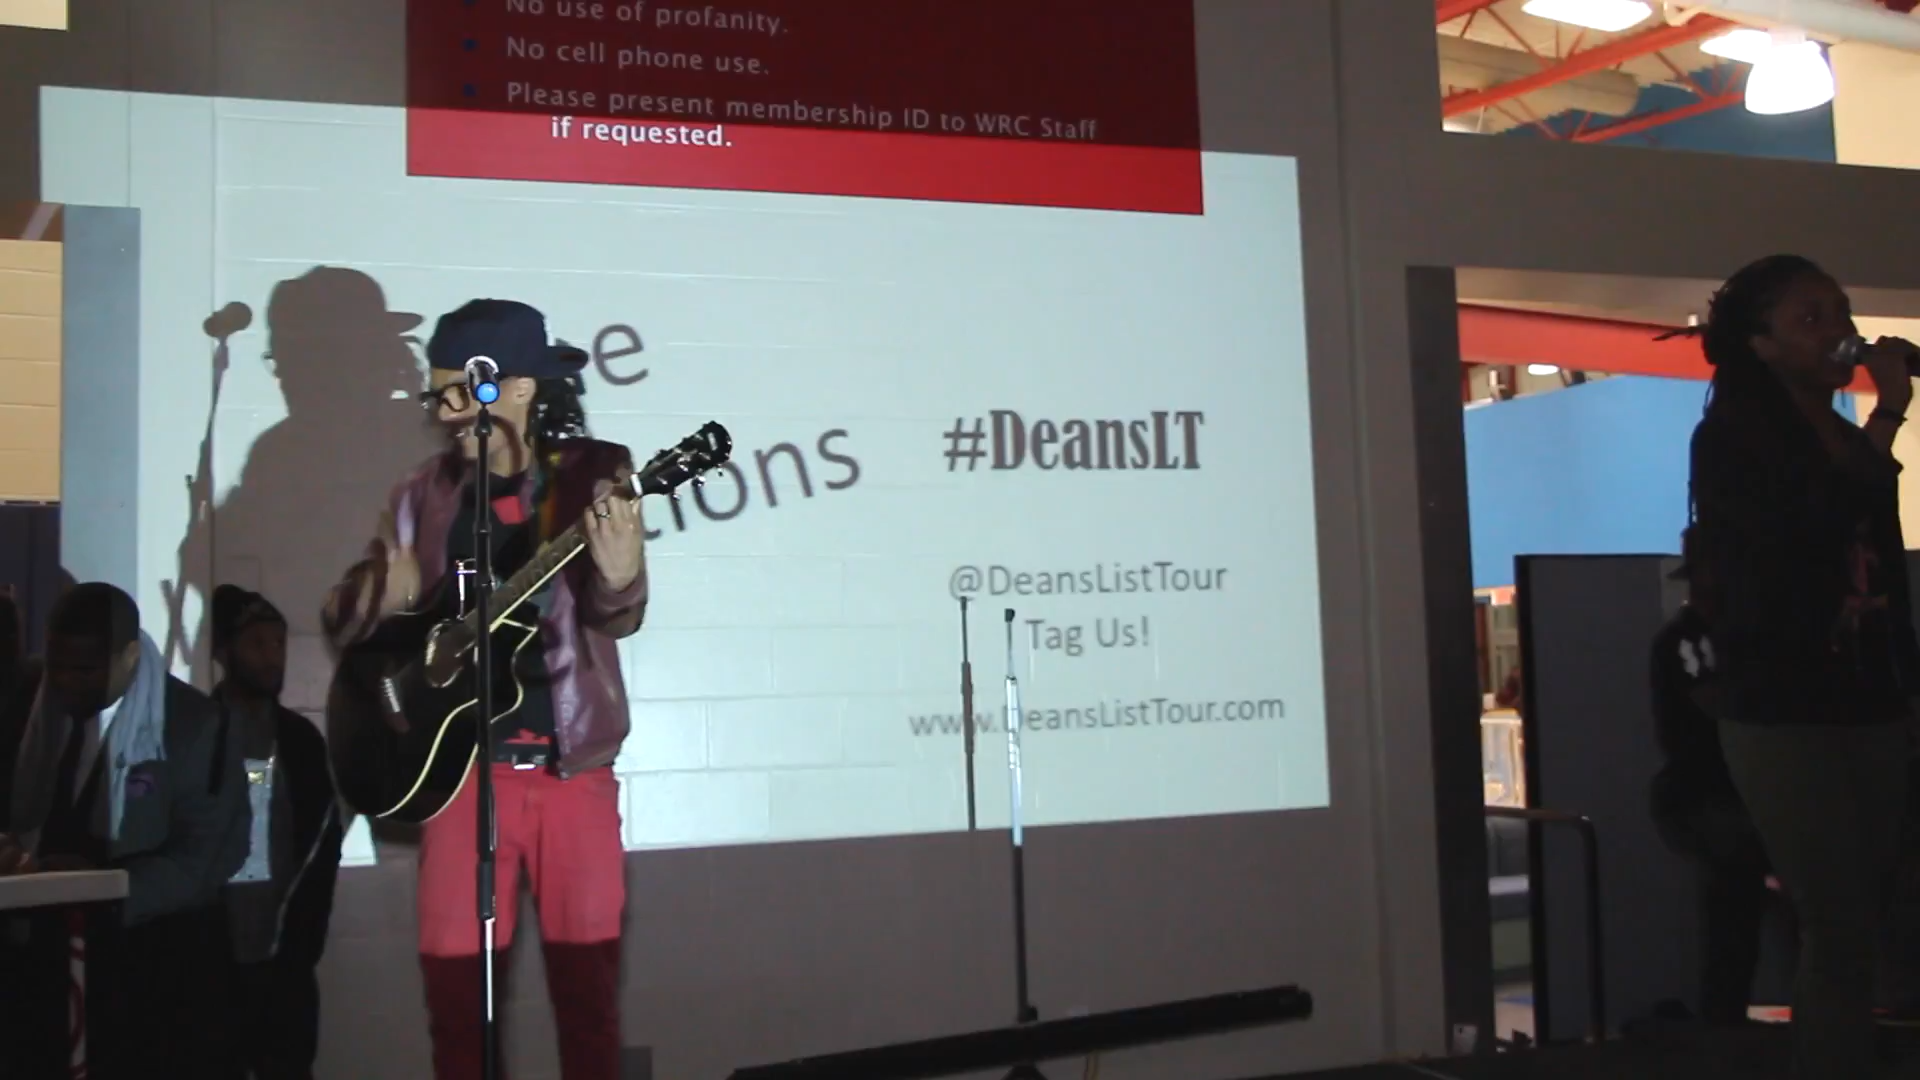 No use of profanity.
No cell phone use.
Please present membership ID to WRC Staff
if requested.
#DeansLT
@DeansListTour
Tag Us!
www.DeansListTour.com